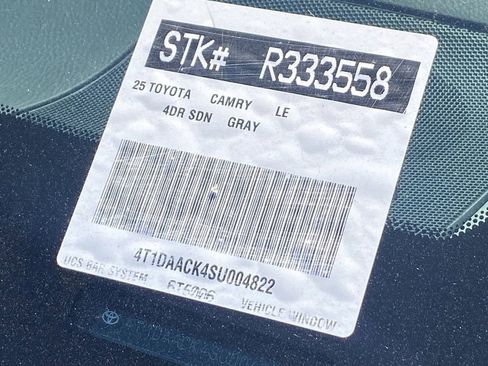 STK# R333558
25 TOYOTA CAMRY LE
4DR SDN GRAY
4T1DAACK4SU004822
UCS BAR SYSTEM VEHICLE WINDOW